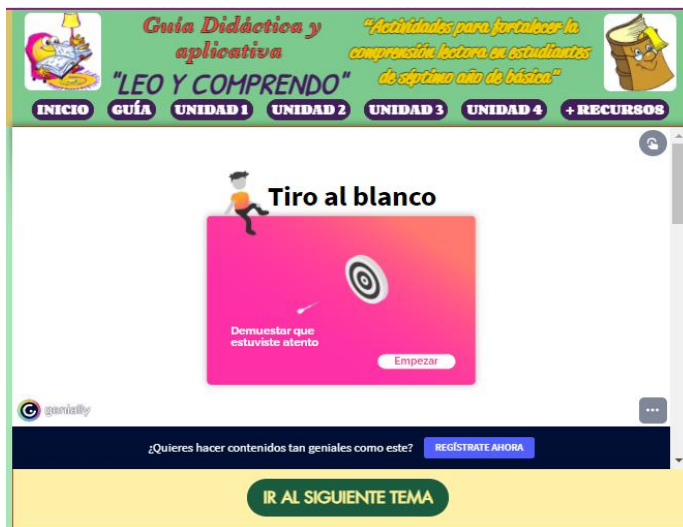 Guía Didáctica y
aplicativa
"LEO Y COMPRENDO"
"Actividades para fortalecer la
comprensión lectora en estudiantes
de séptimo año de básica"
INICIO GUÍA UNIDAD 1 UNIDAD 2 UNIDAD 3 UNIDAD 4 + RECURSOS
Tiro al blanco
Demuestar que
estuviste atento
Empezar
genially
¿Quieres hacer contenidos tan geniales como este? REGÍSTRATE AHORA
IR AL SIGUIENTE TEMA